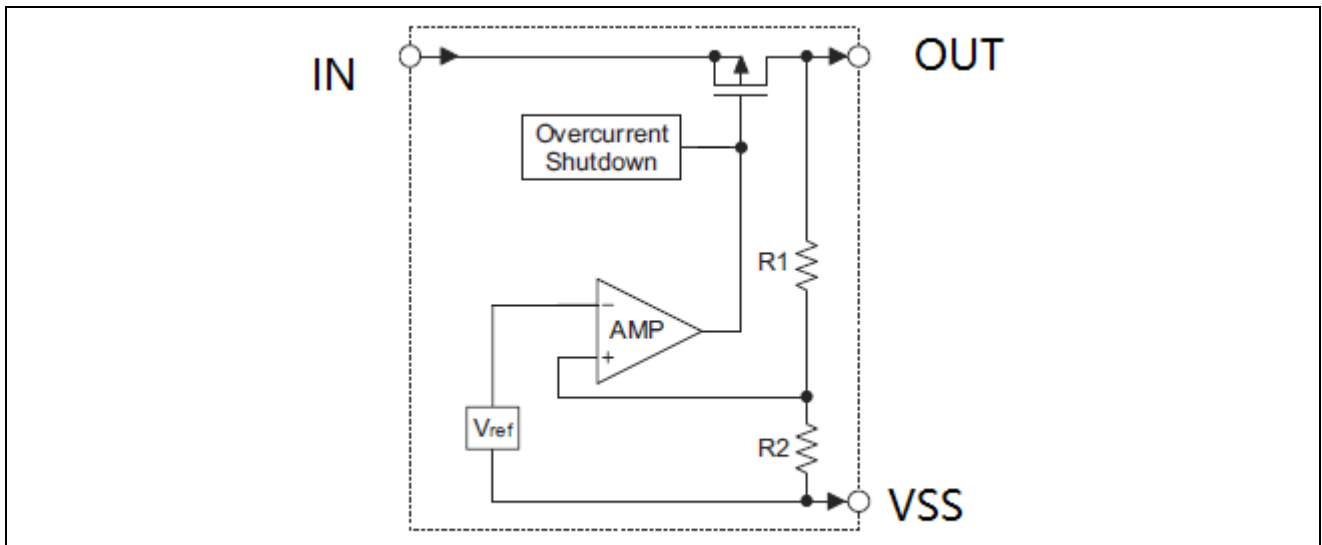 IN
OUT
Overcurrent
Shutdown
R1
−
AMP
+
Vref
R2
VSS